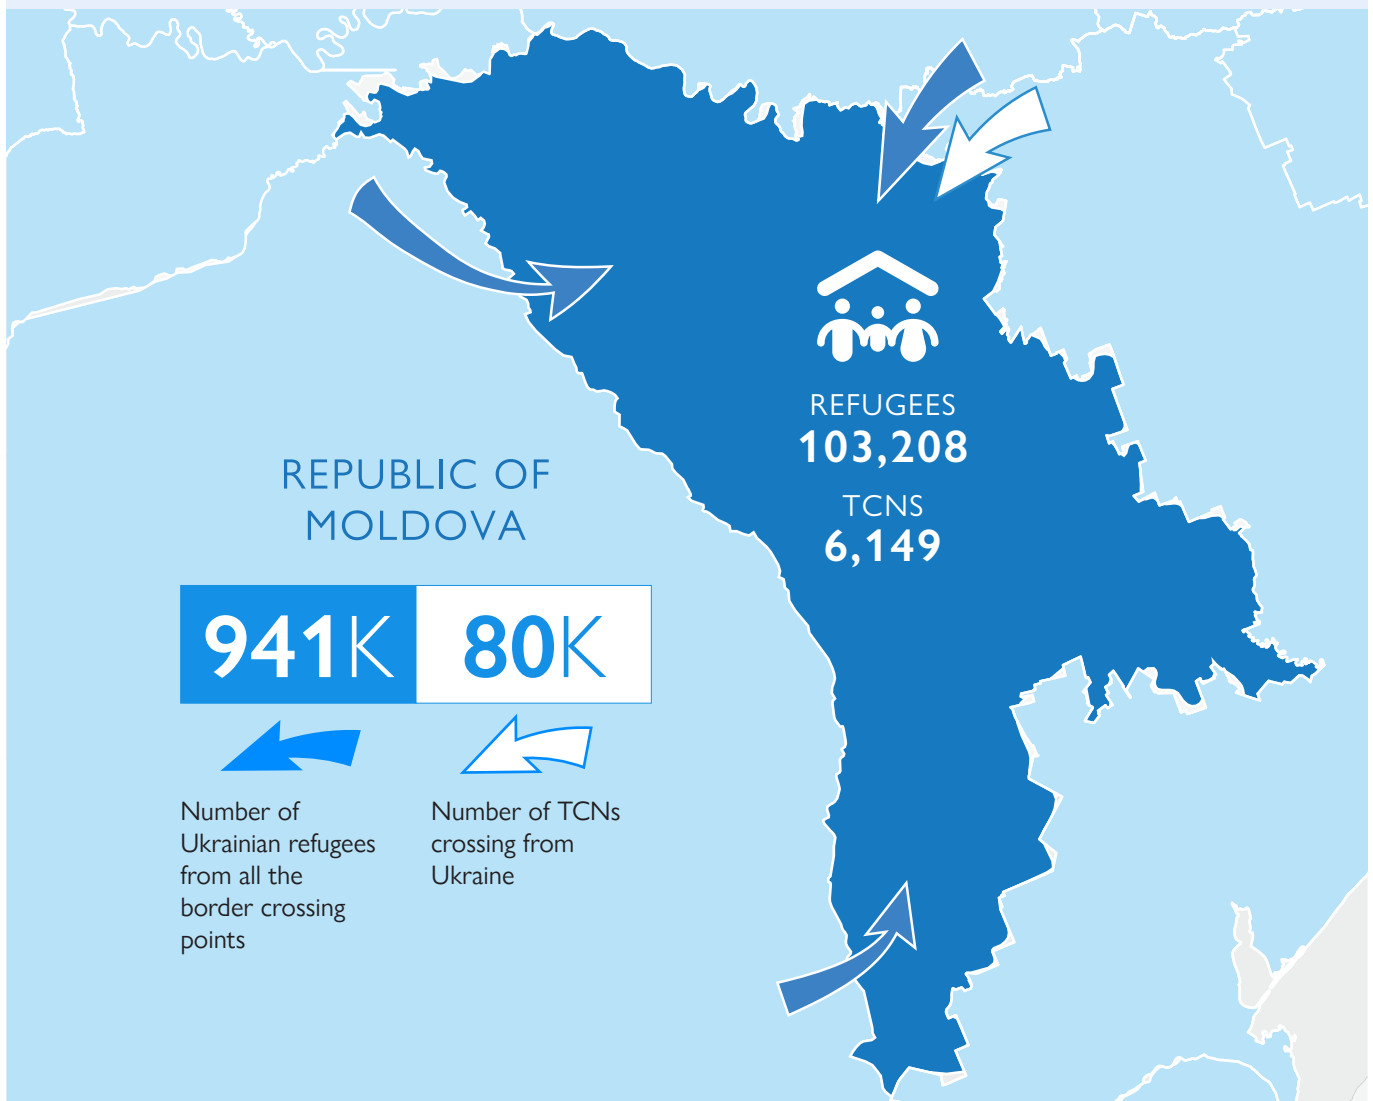 REFUGEES
103,208
TCNS
6,149
REPUBLIC OF
MOLDOVA
941K
80K
Number of
Ukrainian refugees
from all the
border crossing
points
Number of TCNs
crossing from
Ukraine